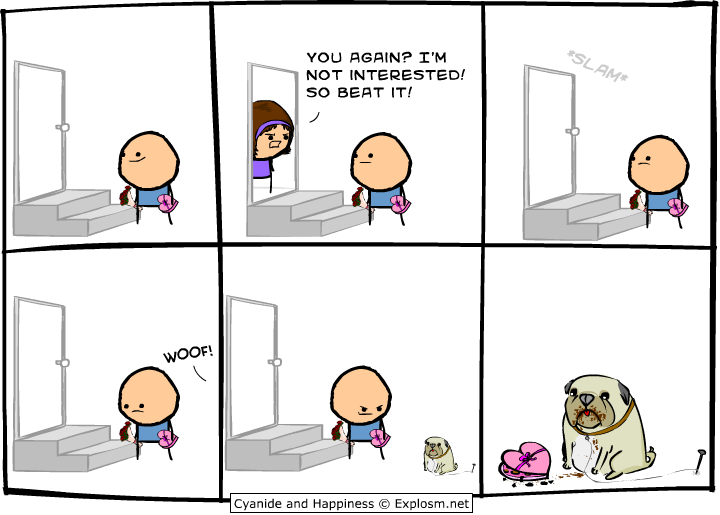 YOU AGAIN? I'M
NOT INTERESTED!
SO BEAT IT!
*SLAM*
WOOF!
Cyanide and Happiness © Explosm.net